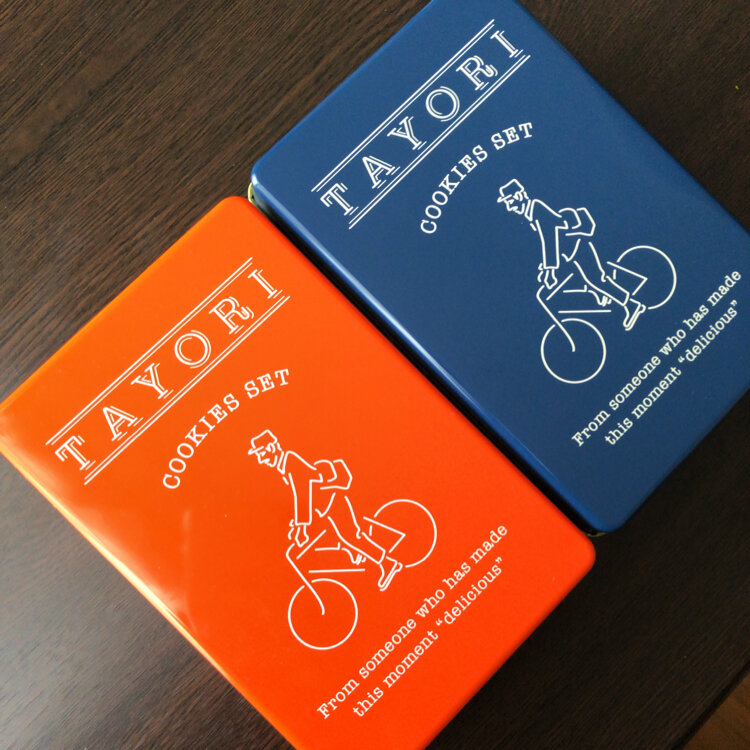 TAYORI
COOKIES SET
From someone who has made
this moment “delicious”
TAYORI
COOKIES SET
From someone who has made
this moment “delicious”